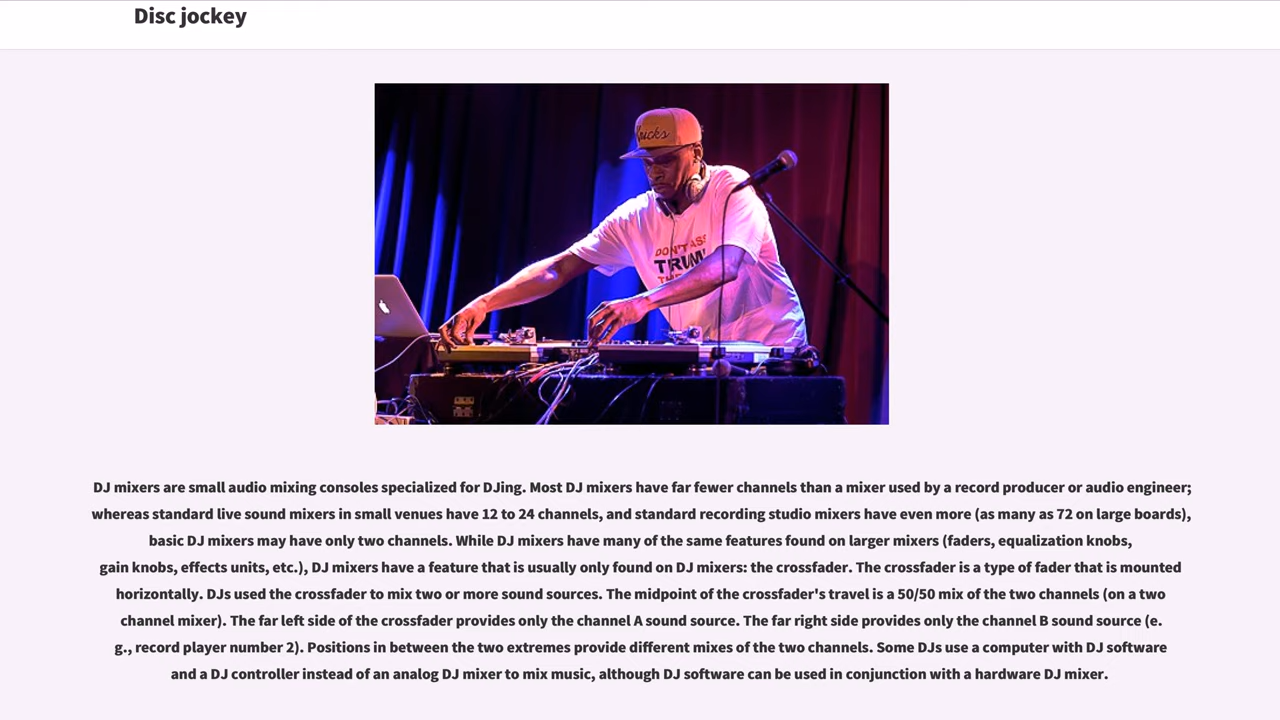 Disc jockey
DON'T ASS
TRUM
DJ mixers are small audio mixing consoles specialized for DJing. Most DJ mixers have far fewer channels than a mixer used by a record producer or audio engineer;
whereas standard live sound mixers in small venues have 12 to 24 channels, and standard recording studio mixers have even more (as many as 72 on large boards),
basic DJ mixers may have only two channels. While DJ mixers have many of the same features found on larger mixers (faders, equalization knobs,
gain knobs, effects units, etc.), DJ mixers have a feature that is usually only found on DJ mixers: the crossfader. The crossfader is a type of fader that is mounted
horizontally. DJs used the crossfader to mix two or more sound sources. The midpoint of the crossfader's travel is a 50/50 mix of the two channels (on a two
channel mixer). The far left side of the crossfader provides only the channel A sound source. The far right side provides only the channel B sound source (e.
g., record player number 2). Positions in between the two extremes provide different mixes of the two channels. Some DJs use a computer with DJ software
and a DJ controller instead of an analog DJ mixer to mix music, although DJ software can be used in conjunction with a hardware DJ mixer.